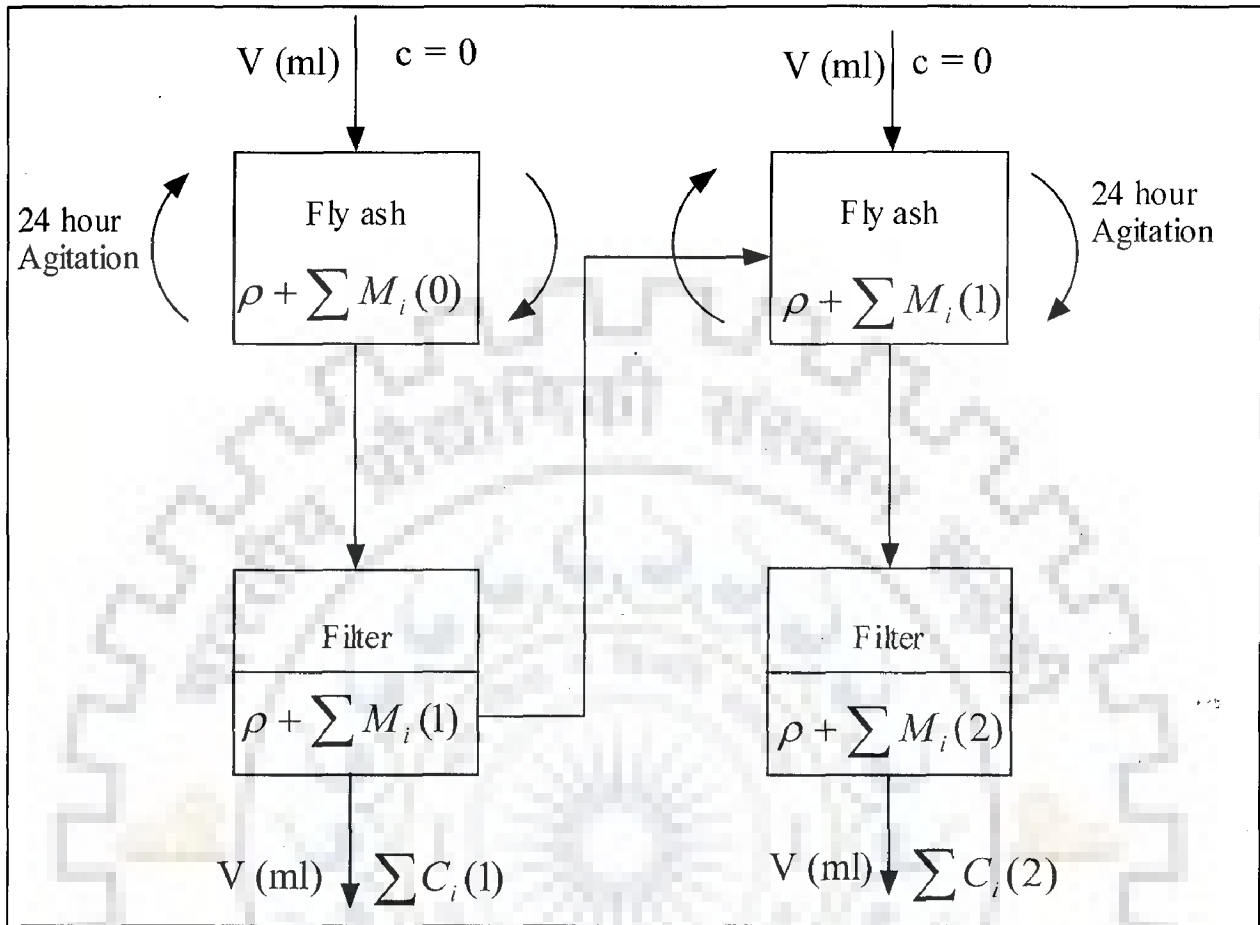 V (ml) c = 0
24 hour
Agitation
Fly ash
ρ + ∑ M_i (0)
Filter
ρ + ∑ M_i (1)
V (ml) ∑ C_i (1)
V (ml) c = 0
24 hour
Agitation
Fly ash
ρ + ∑ M_i (1)
Filter
ρ + ∑ M_i (2)
V (ml) ∑ C_i (2)